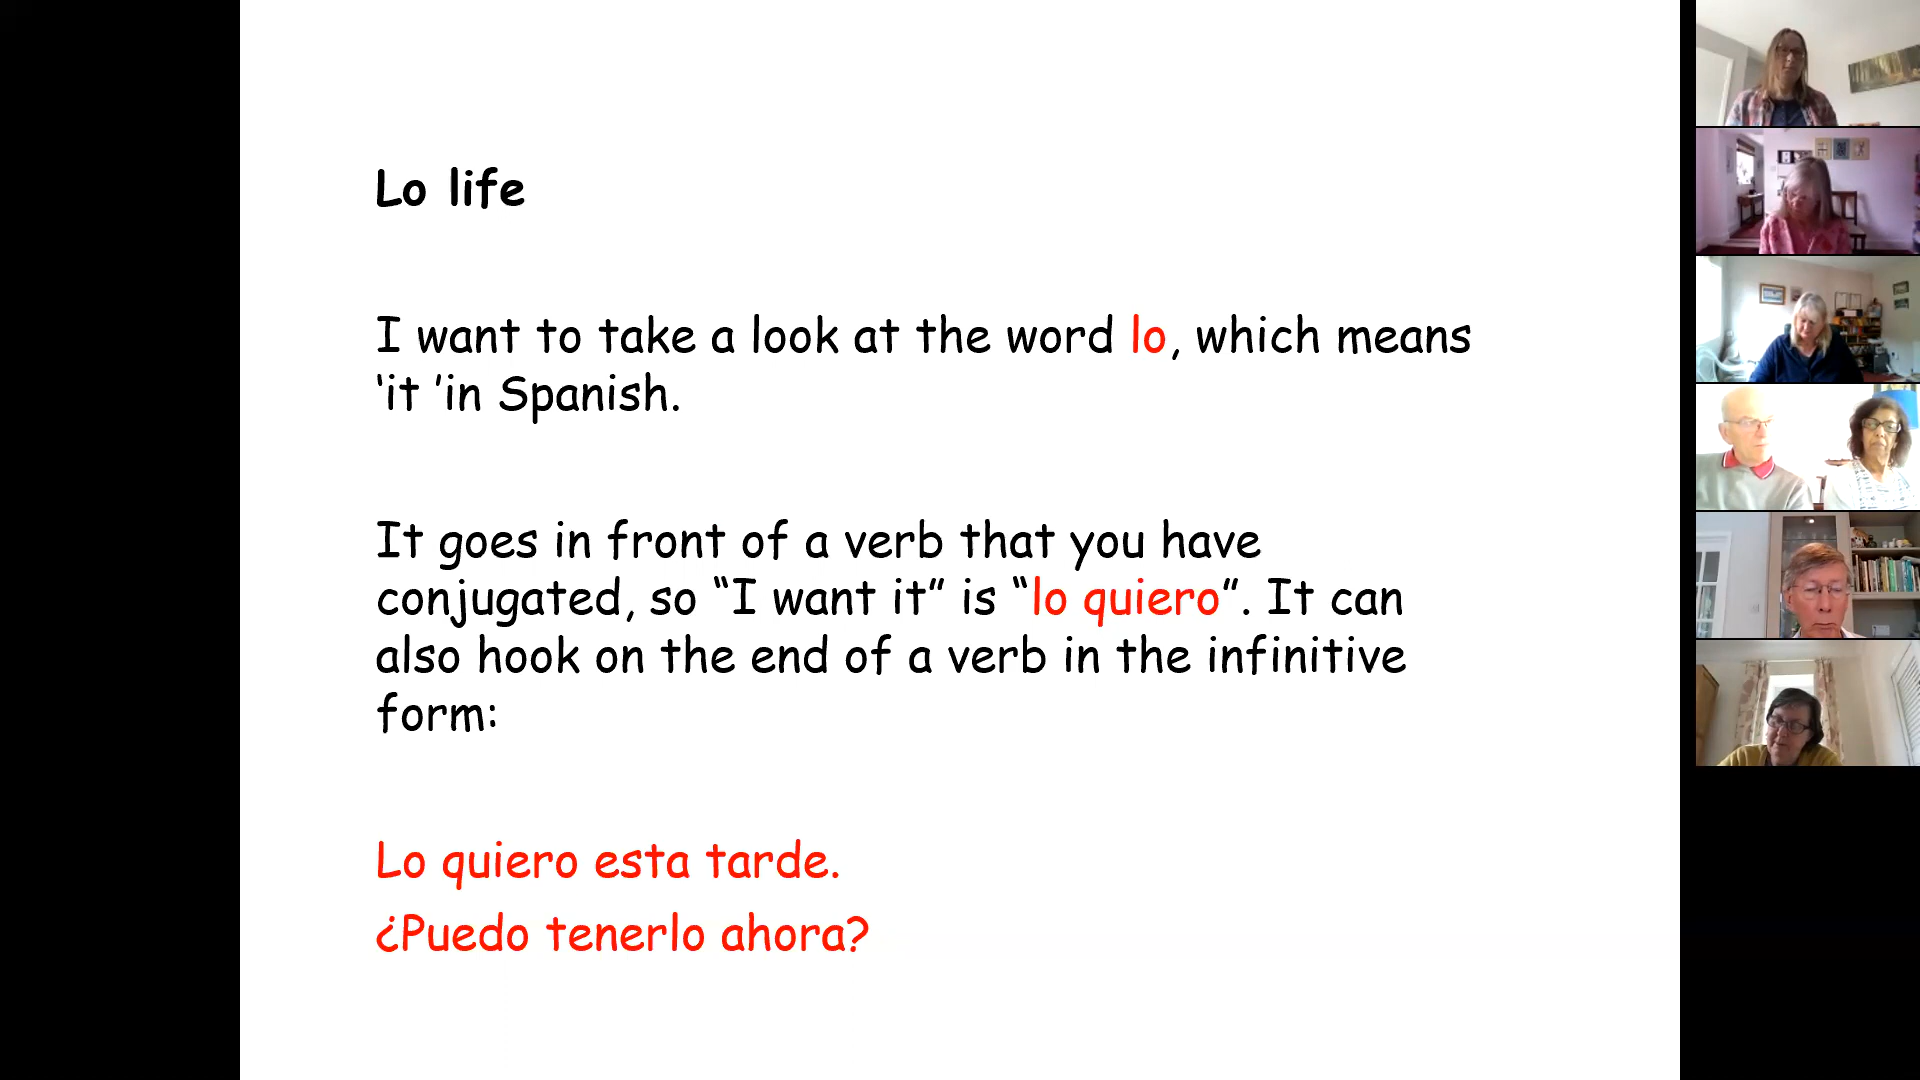 Lo life
I want to take a look at the word lo, which means
‘it ’in Spanish.
It goes in front of a verb that you have
conjugated, so “I want it” is “lo quiero”. It can
also hook on the end of a verb in the infinitive
form:
Lo quiero esta tarde.
¿Puedo tenerlo ahora?